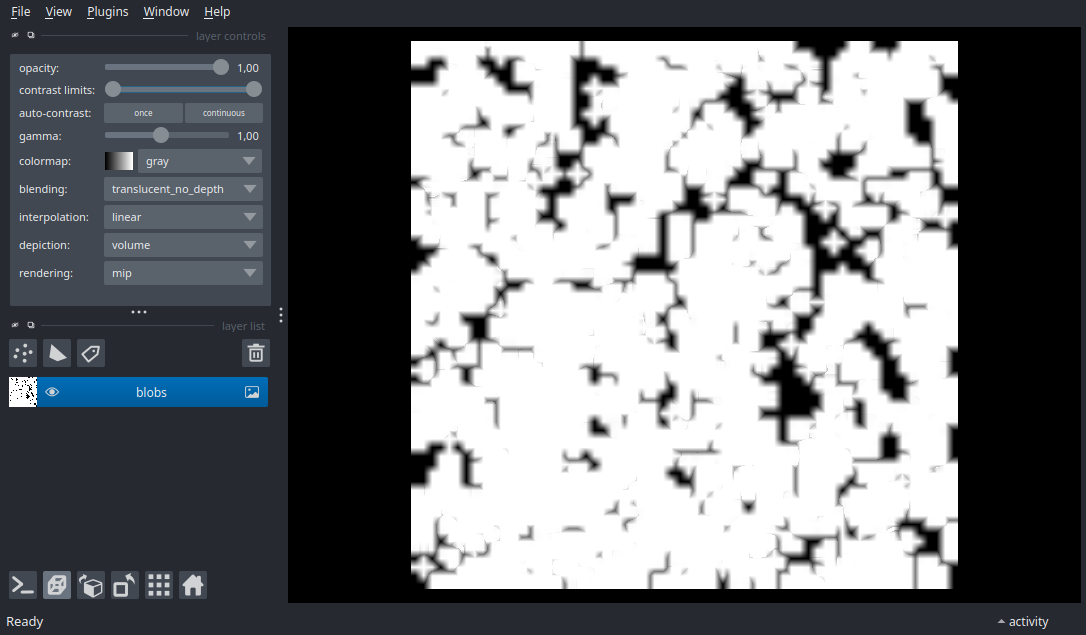 File View Plugins Window Help
layer controls
opacity: 1,00
contrast limits:
auto-contrast: once continuous
gamma: 1,00
colormap: gray
blending: translucent_no_depth
interpolation: linear
depiction: volume
rendering: mip
layer list
blobs
Ready activity